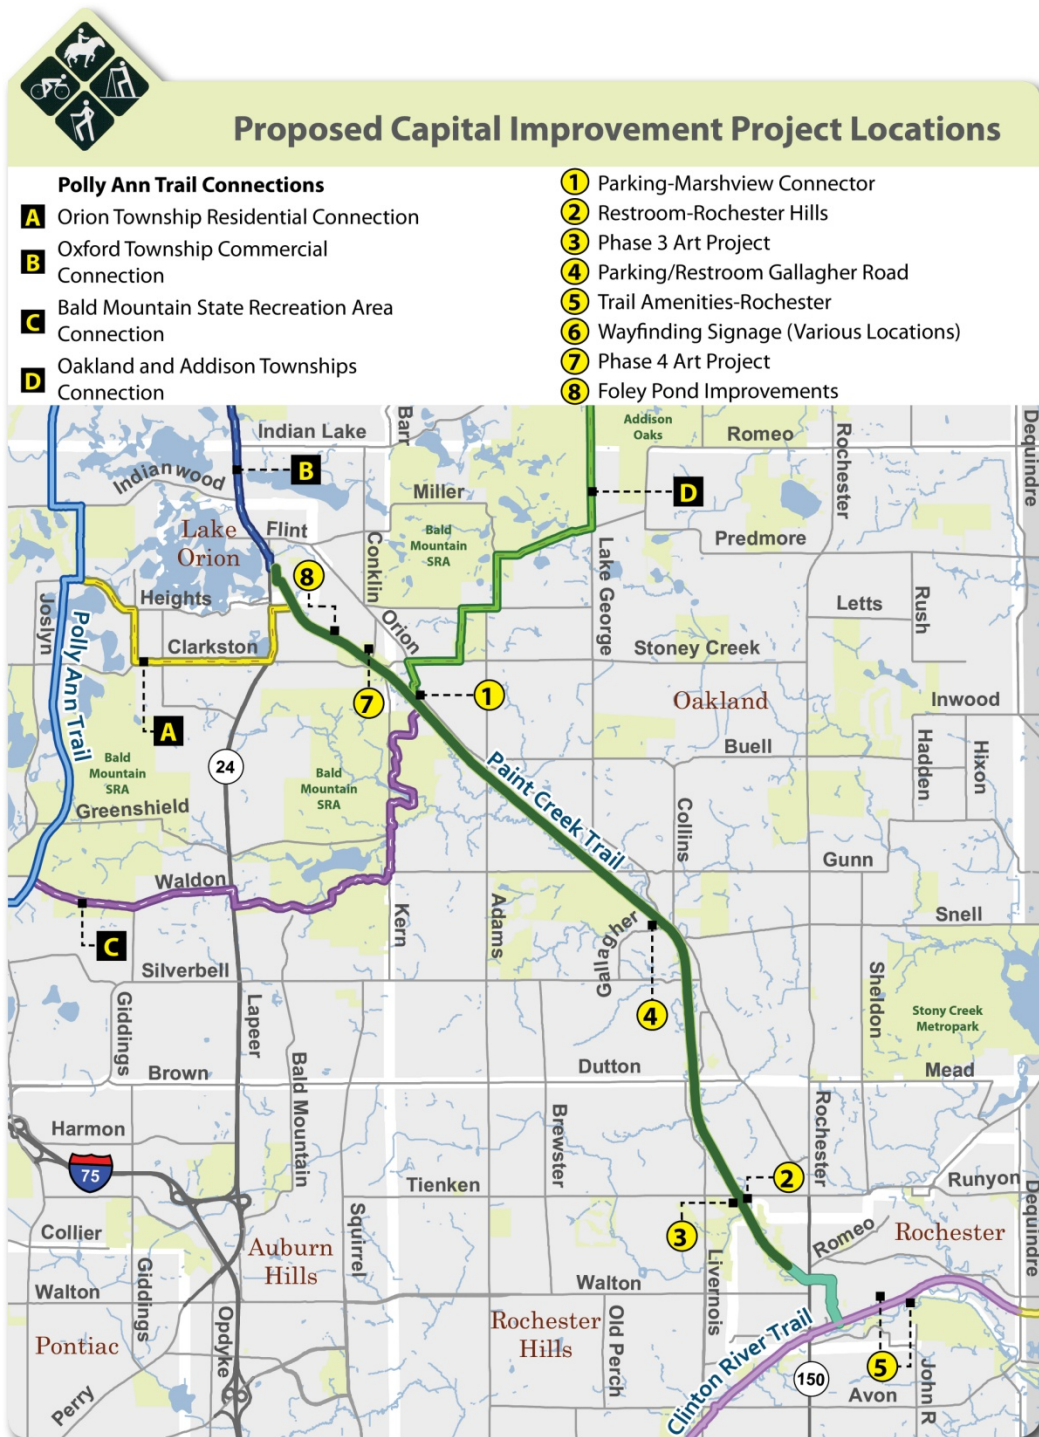 Proposed Capital Improvement Project Locations
Polly Ann Trail Connections
A Orion Township Residential Connection
B Oxford Township Commercial
Connection
C Bald Mountain State Recreation Area
Connection
D Oakland and Addison Townships
Connection
1 Parking-Marshview Connector
2 Restroom-Rochester Hills
3 Phase 3 Art Project
4 Parking/Restroom Gallagher Road
5 Trail Amenities-Rochester
6 Wayfinding Signage (Various Locations)
7 Phase 4 Art Project
8 Foley Pond Improvements
Indian Lake
Barr
Addison
Oaks
Romeo
Rochester
Dequindre
Indianwood
B
Miller
D
Lake
Orion
Flint
Conklin
Bald
Mountain
SRA
Predmore
Lake George
8
Joslyn
Heights
Orion
Letts
Rush
Polly Ann Trail
Clarkston
Stoney Creek
7
1
Oakland
Inwood
A
Bald
Mountain
SRA
24
Bald
Mountain
SRA
Buell
Hadden
Hixon
Paint Creek Trail
Greenshield
Collins
Gunn
Waldon
Kern
Adams
Gallagher
Snell
C
Silverbell
Giddings
Lapeer
4
Sheldon
Stony Creek
Metropark
Brown
Bald Mountain
Dutton
Mead
Harmon
Brewster
Rochester
75
Tienken
2
Runyon
Dequindre
Collier
Squirrel
3
Romeo
Rochester
Auburn
Hills
Livernois
Walton
Giddings
Walton
Opdyke
Rochester
Hills
Old Perch
Clinton River Trail
Pontiac
5
150
Avon
John R
Perry